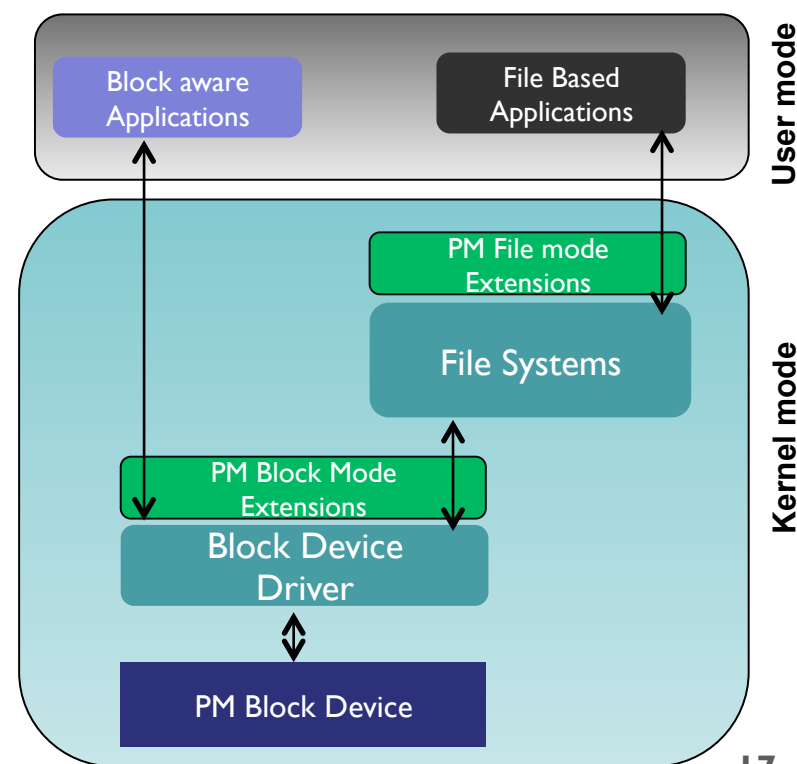 Block aware
Applications
File Based
Applications
User mode
PM File mode
Extensions
File Systems
Kernel mode
PM Block Mode
Extensions
Block Device
Driver
PM Block Device